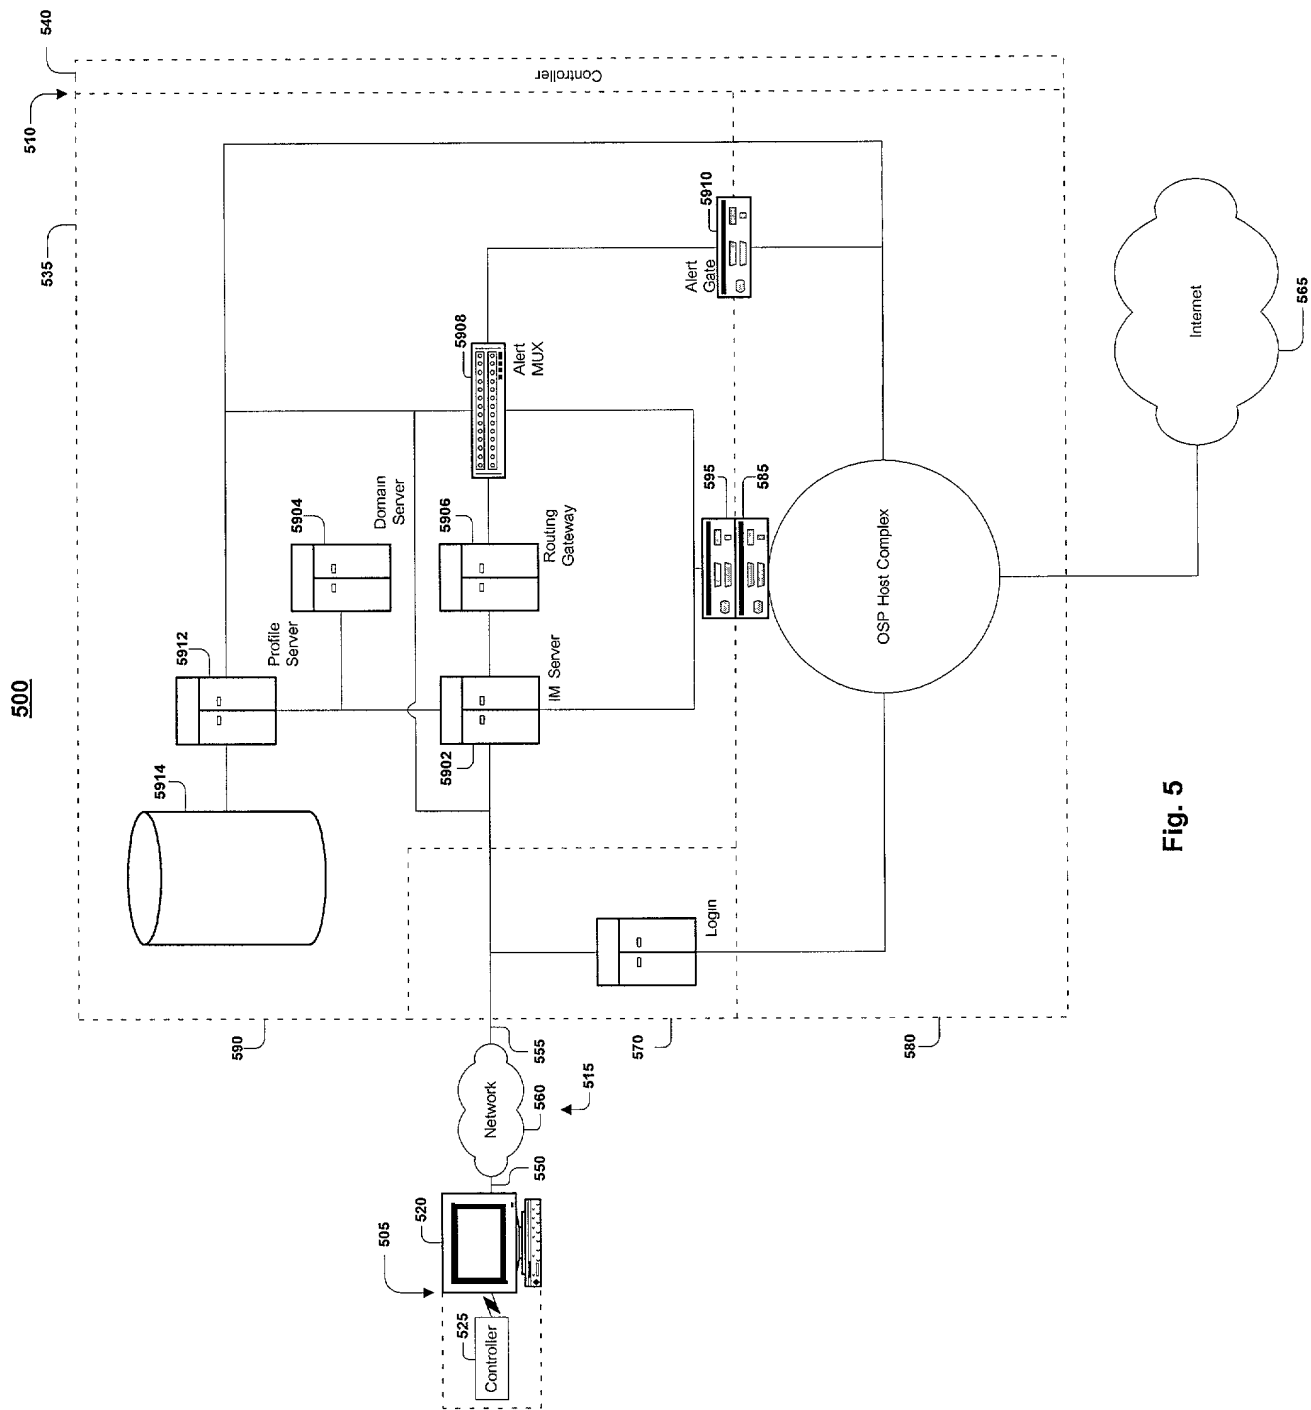 500
505
520
525
Controller
550
Network
560
515
555
590
570
580
Login
5914
5912
Profile
Server
5902
IM Server
5904
Domain
Server
5906
Routing
Gateway
5908
Alert
MUX
5910
Alert
Gate
595
585
OSP Host Complex
Internet
565
535
510
540
Controller
Fig. 5